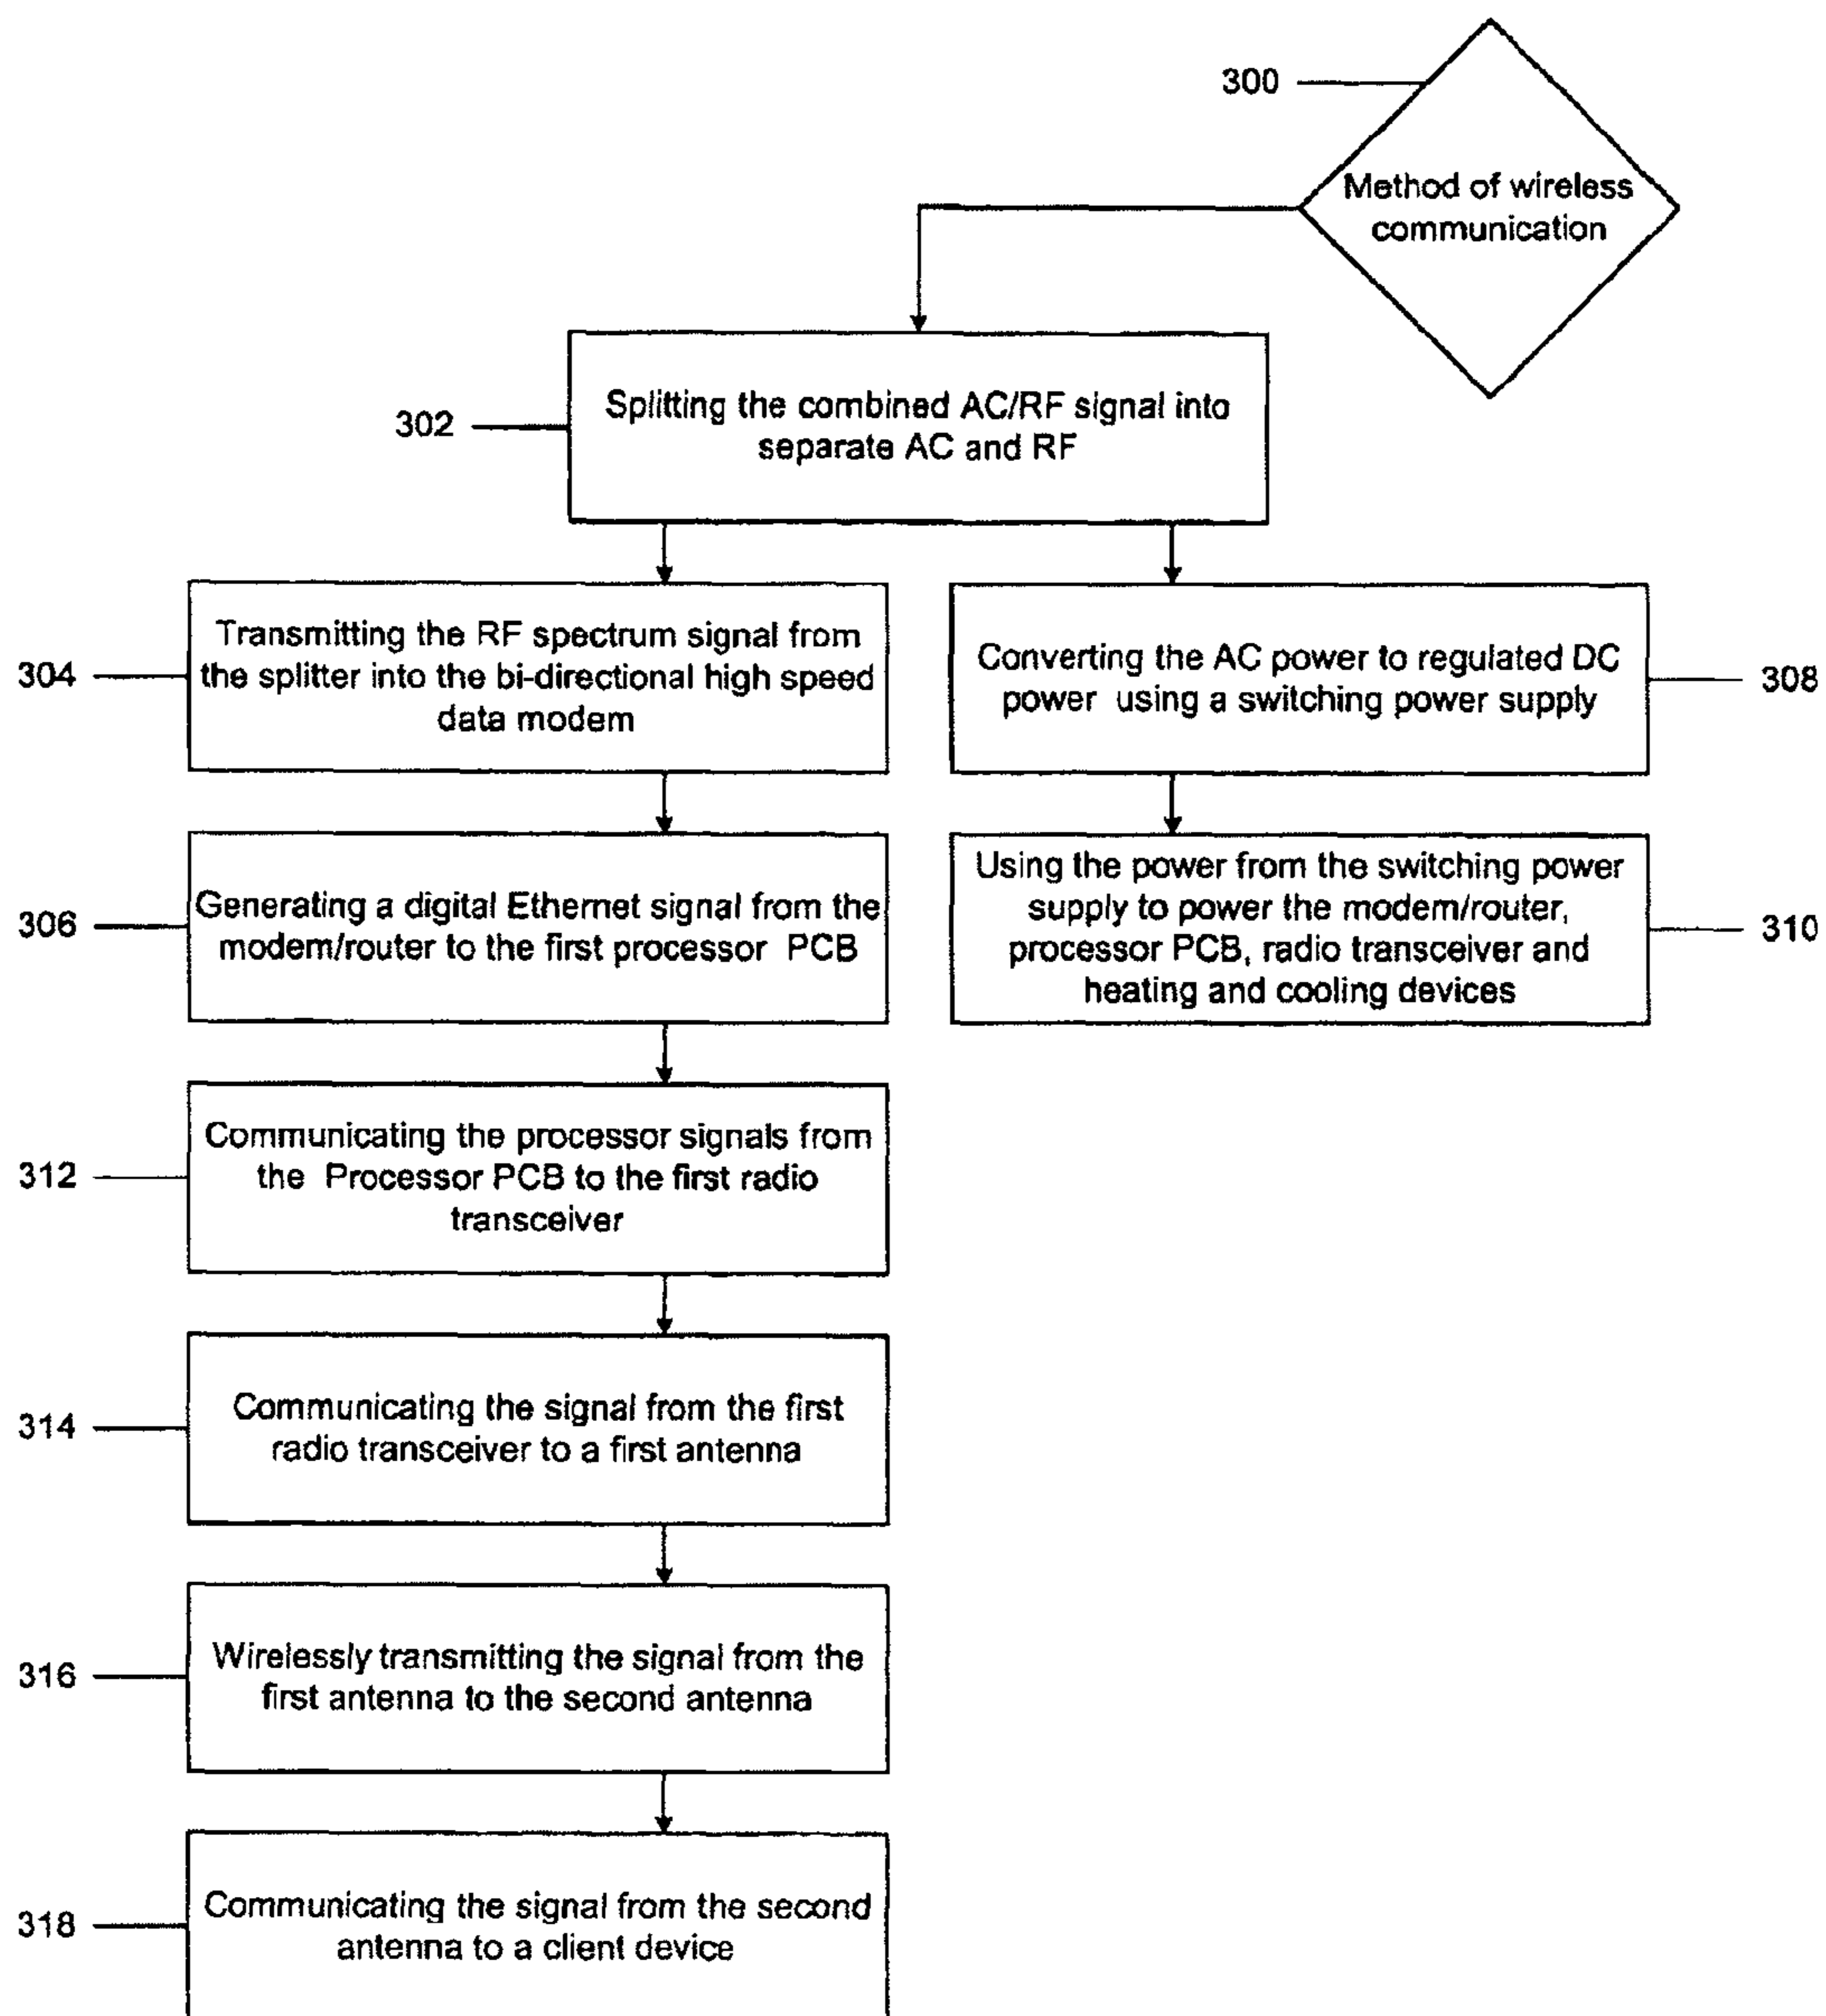 300
Method of wireless
communication
302
Splitting the combined AC/RF signal into
separate AC and RF
304
Transmitting the RF spectrum signal from
the splitter into the bi-directional high speed
data modem
Converting the AC power to regulated DC
power using a switching power supply
308
306
Generating a digital Ethernet signal from the
modem/router to the first processor PCB
Using the power from the switching power
supply to power the modem/router,
processor PCB, radio transceiver and
heating and cooling devices
310
312
Communicating the processor signals from
the Processor PCB to the first radio
transceiver
314
Communicating the signal from the first
radio transceiver to a first antenna
316
Wirelessly transmitting the signal from the
first antenna to the second antenna
318
Communicating the signal from the second
antenna to a client device